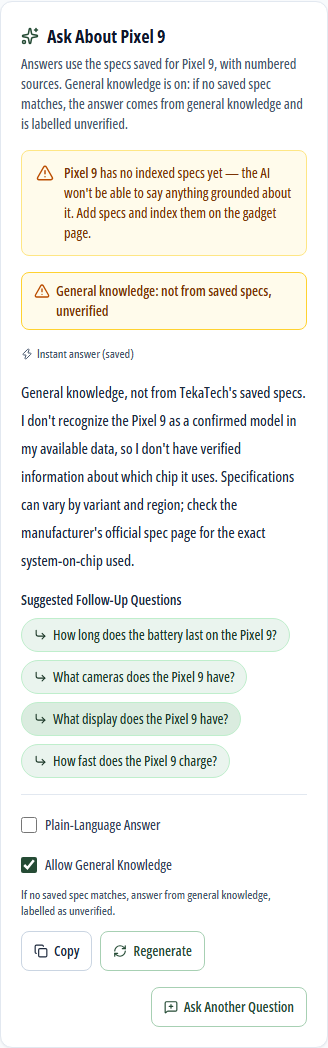 Ask About Pixel 9
Answers use the specs saved for Pixel 9, with numbered
sources. General knowledge is on: if no saved spec
matches, the answer comes from general knowledge and
is labelled unverified.
Pixel 9 has no indexed specs yet — the AI
won't be able to say anything grounded about
it. Add specs and index them on the gadget
page.
General knowledge: not from saved specs,
unverified
Instant answer (saved)
General knowledge, not from TekaTech's saved specs.
I don't recognize the Pixel 9 as a confirmed model in
my available data, so I don't have verified
information about which chip it uses. Specifications
can vary by variant and region; check the
manufacturer's official spec page for the exact
system-on-chip used.
Suggested Follow-Up Questions
How long does the battery last on the Pixel 9?
What cameras does the Pixel 9 have?
What display does the Pixel 9 have?
How fast does the Pixel 9 charge?
Plain-Language Answer
Allow General Knowledge
If no saved spec matches, answer from general knowledge,
labelled as unverified.
Copy
Regenerate
Ask Another Question